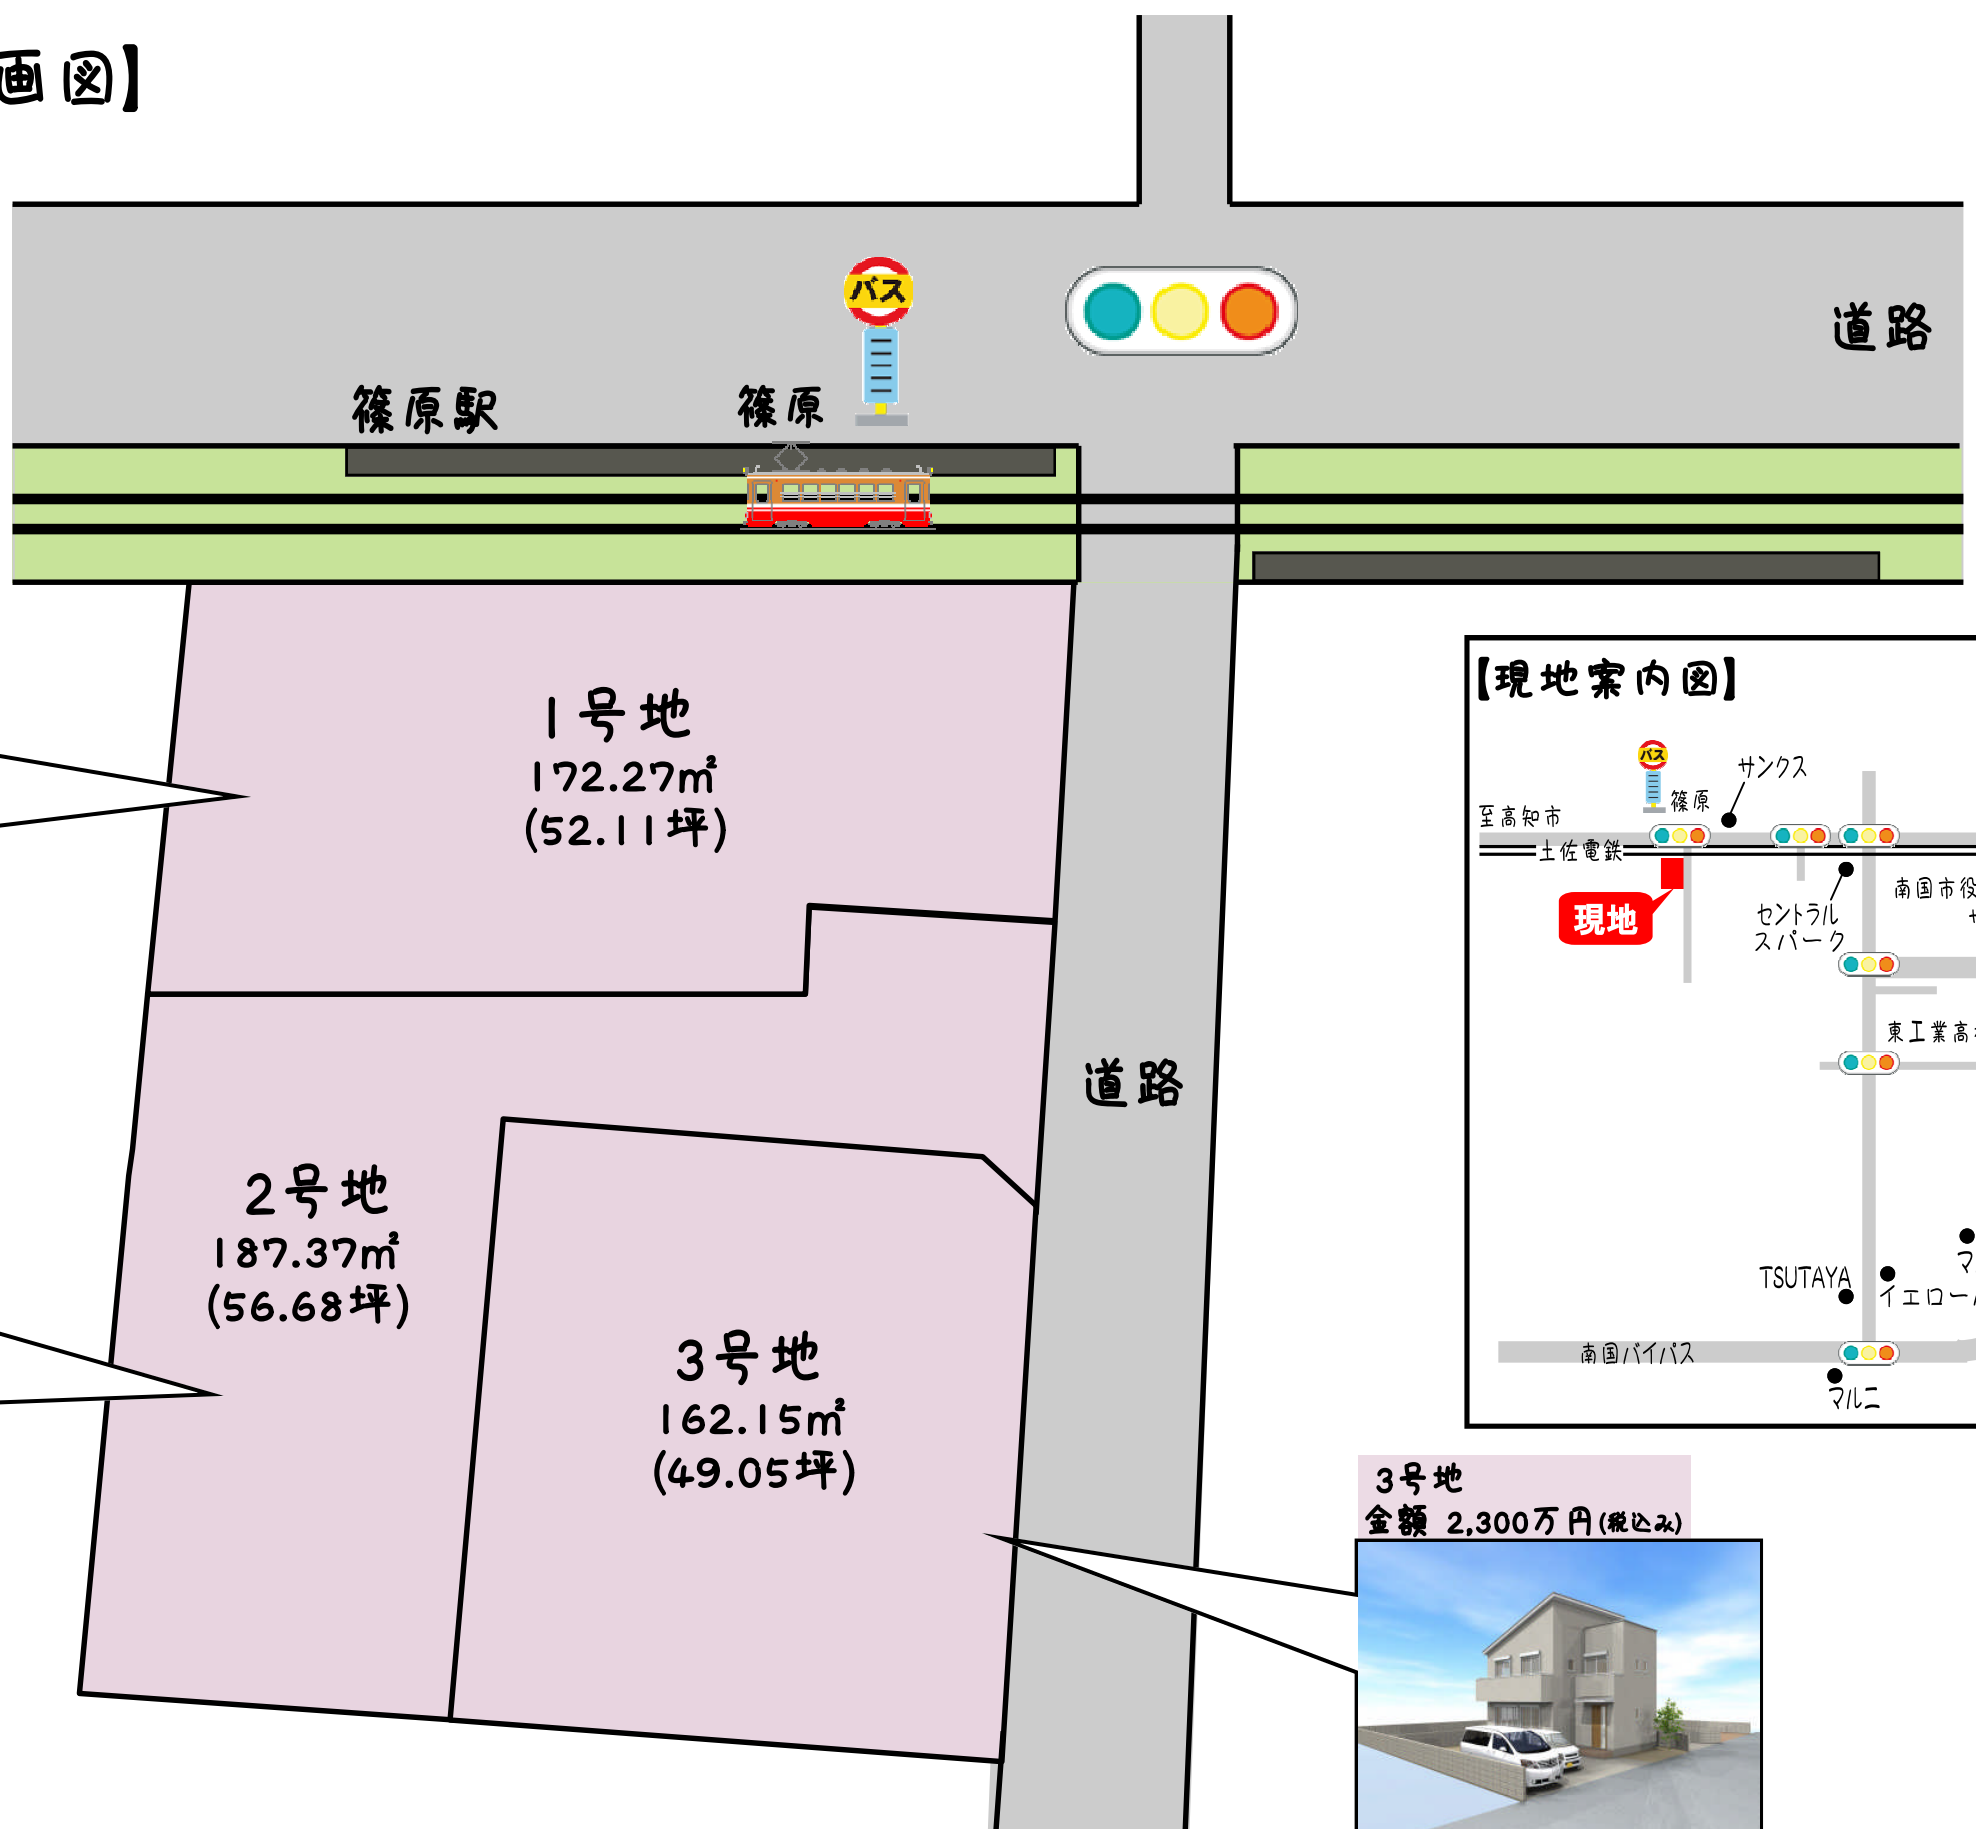 画図】
バス
道路
篠原駅
篠原
1号地
172.27㎡
(52.11坪)
道路
2号地
187.37㎡
(56.68坪)
3号地
162.15㎡
(49.05坪)
【現地案内図】
バス
サンクス
篠原
至高知市
土佐電鉄
現地
南国市役
セントラル
スパーク
東工業高
TSUTAYA
イエロー
マ
南国バイパス
マルニ
3号地
金額 2,300万円(税込み)